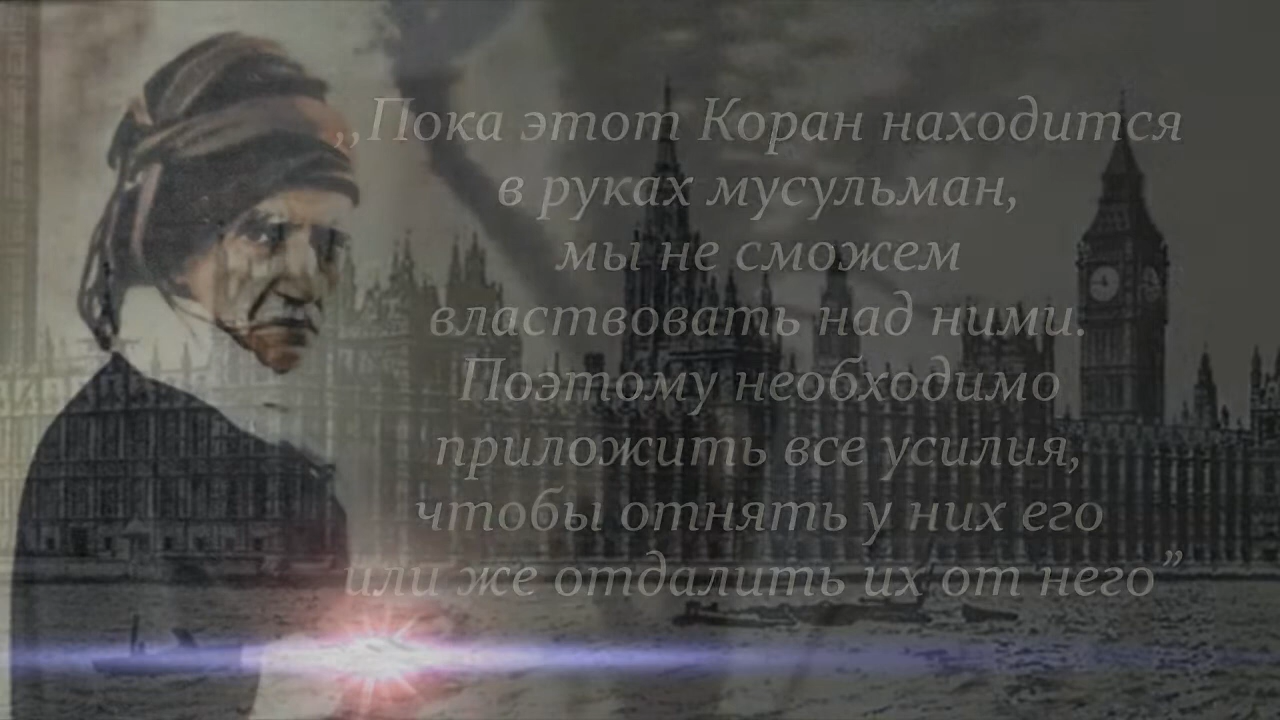 ,,Пока этот Коран находится
в руках мусульман,
мы не сможем
властвовать над ними.
Поэтому необходимо
приложить все усилия,
чтобы отнять у них его
или же отдалить их от него”